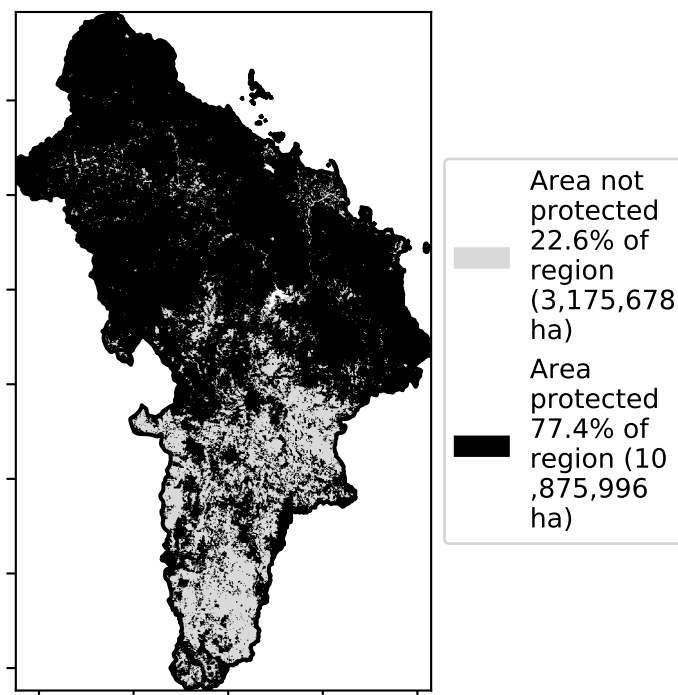 Area not
protected
22.6% of
region
(3,175,678
ha)
Area
protected
77.4% of
region (10
,875,996
ha)